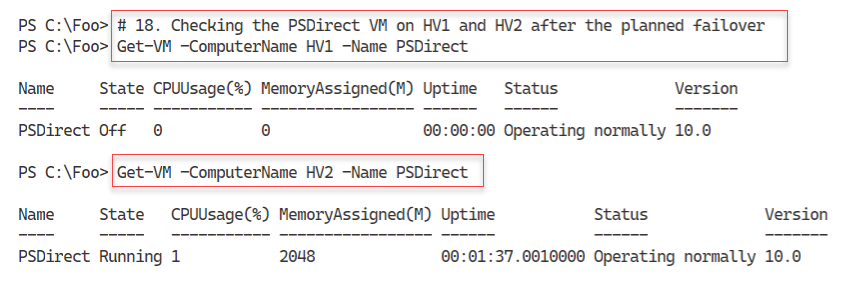 PS C:\Foo> # 18. Checking the PSDirect VM on HV1 and HV2 after the planned failover
PS C:\Foo> Get-VM -ComputerName HV1 -Name PSDirect
Name     State CPUUsage(%) MemoryAssigned(M) Uptime   Status             Version
----     ----- ----------- ----------------- ------   ------             -------
PSDirect Off   0           0                 00:00:00 Operating normally 10.0
PS C:\Foo> Get-VM -ComputerName HV2 -Name PSDirect
Name     State   CPUUsage(%) MemoryAssigned(M) Uptime           Status             Version
----     -----   ----------- ----------------- ------           ------             -------
PSDirect Running 1           2048              00:01:37.0010000 Operating normally 10.0